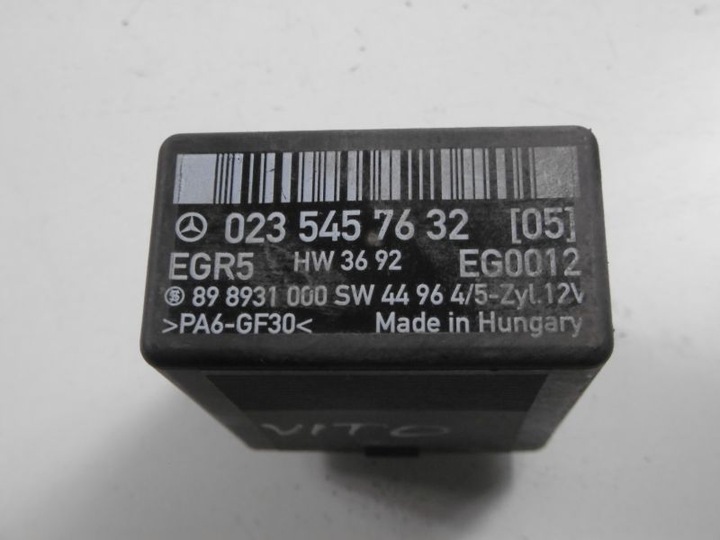 023 545 76 32 [05]
EGR5 HW 36 92 EG0012
89 8931 000 SW 44 96 4/5-Zyl.12V
>PA6-GF30< Made in Hungary
VITO